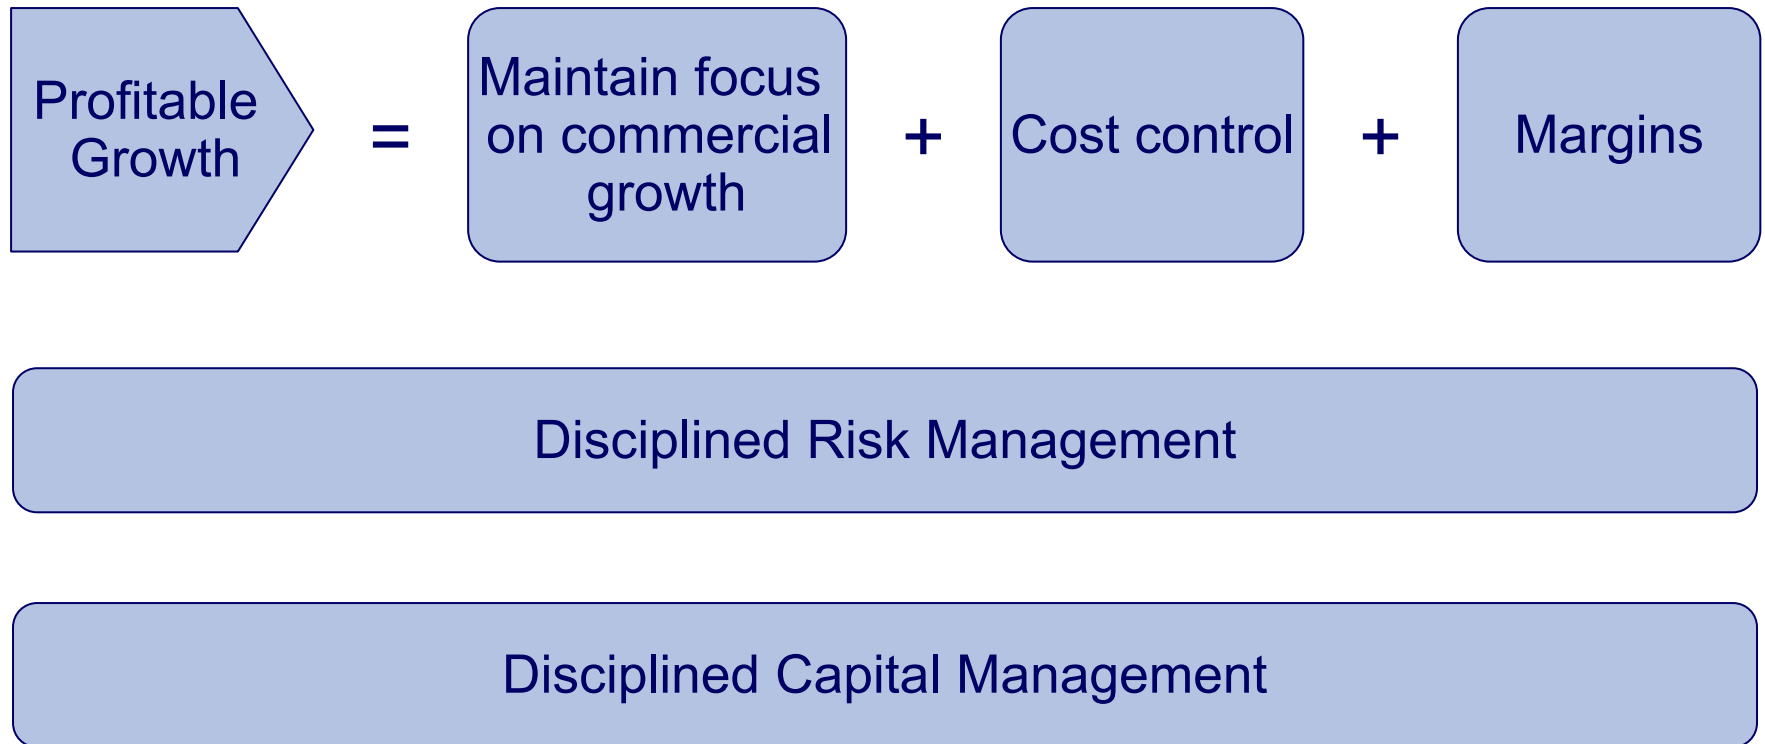 Profitable
Growth
=
Maintain focus
on commercial
growth
+
Cost control
+
Margins
Disciplined Risk Management
Disciplined Capital Management